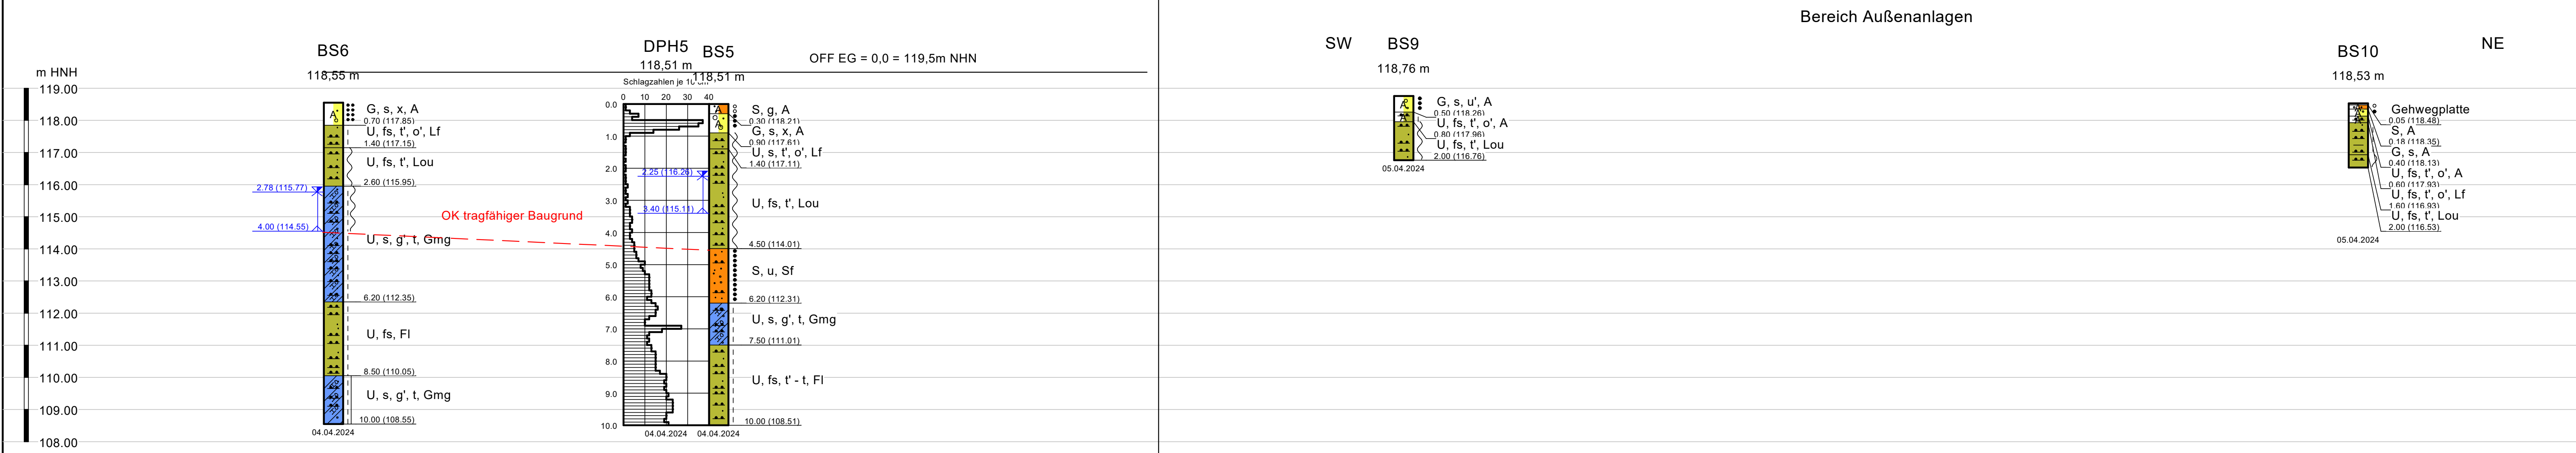 Bereich Außenanlagen
BS6
DPH5
BS5
OFF EG = 0,0 = 119,5m NHN
SW
BS9
BS10
NE
m HNH
118,55 m
118,51 m
118,51 m
118,76 m
118,53 m
Schlagzahlen je 10 cm
119.00
118.00
117.00
116.00
115.00
114.00
113.00
112.00
111.00
110.00
109.00
108.00
A
G, s, x, A
0.70 (117.85)
U, fs, t', o', Lf
1.40 (117.15)
U, fs, t', Lou
2.60 (115.95)
2.78 (115.77)
4.00 (114.55)
U, s, g', t, Gmg
6.20 (112.35)
U, fs, Fl
8.50 (110.05)
U, s, g', t, Gmg
10.00 (108.55)
04.04.2024
OK tragfähiger Baugrund
0 10 20 30 40
0.0
1.0
2.0
3.0
4.0
5.0
6.0
7.0
8.0
9.0
10.0
04.04.2024
2.25 (116.26)
3.40 (115.11)
A
A
S, g, A
0.30 (118.21)
G, s, x, A
0.90 (117.61)
U, s, t', o', Lf
1.40 (117.11)
U, fs, t', Lou
4.50 (114.01)
S, u, Sf
6.20 (112.31)
U, s, g', t, Gmg
7.50 (111.01)
U, fs, t' - t, Fl
10.00 (108.51)
04.04.2024
A
A
G, s, u', A
0.50 (118.26)
U, fs, t', o', A
0.80 (117.96)
U, fs, t', Lou
2.00 (116.76)
05.04.2024
Gehwegplatte
0.05 (118.48)
S, A
0.18 (118.35)
G, s, A
0.40 (118.13)
U, fs, t', o', A
0.60 (117.93)
U, fs, t', o', Lf
1.60 (116.93)
U, fs, t', Lou
2.00 (116.53)
05.04.2024